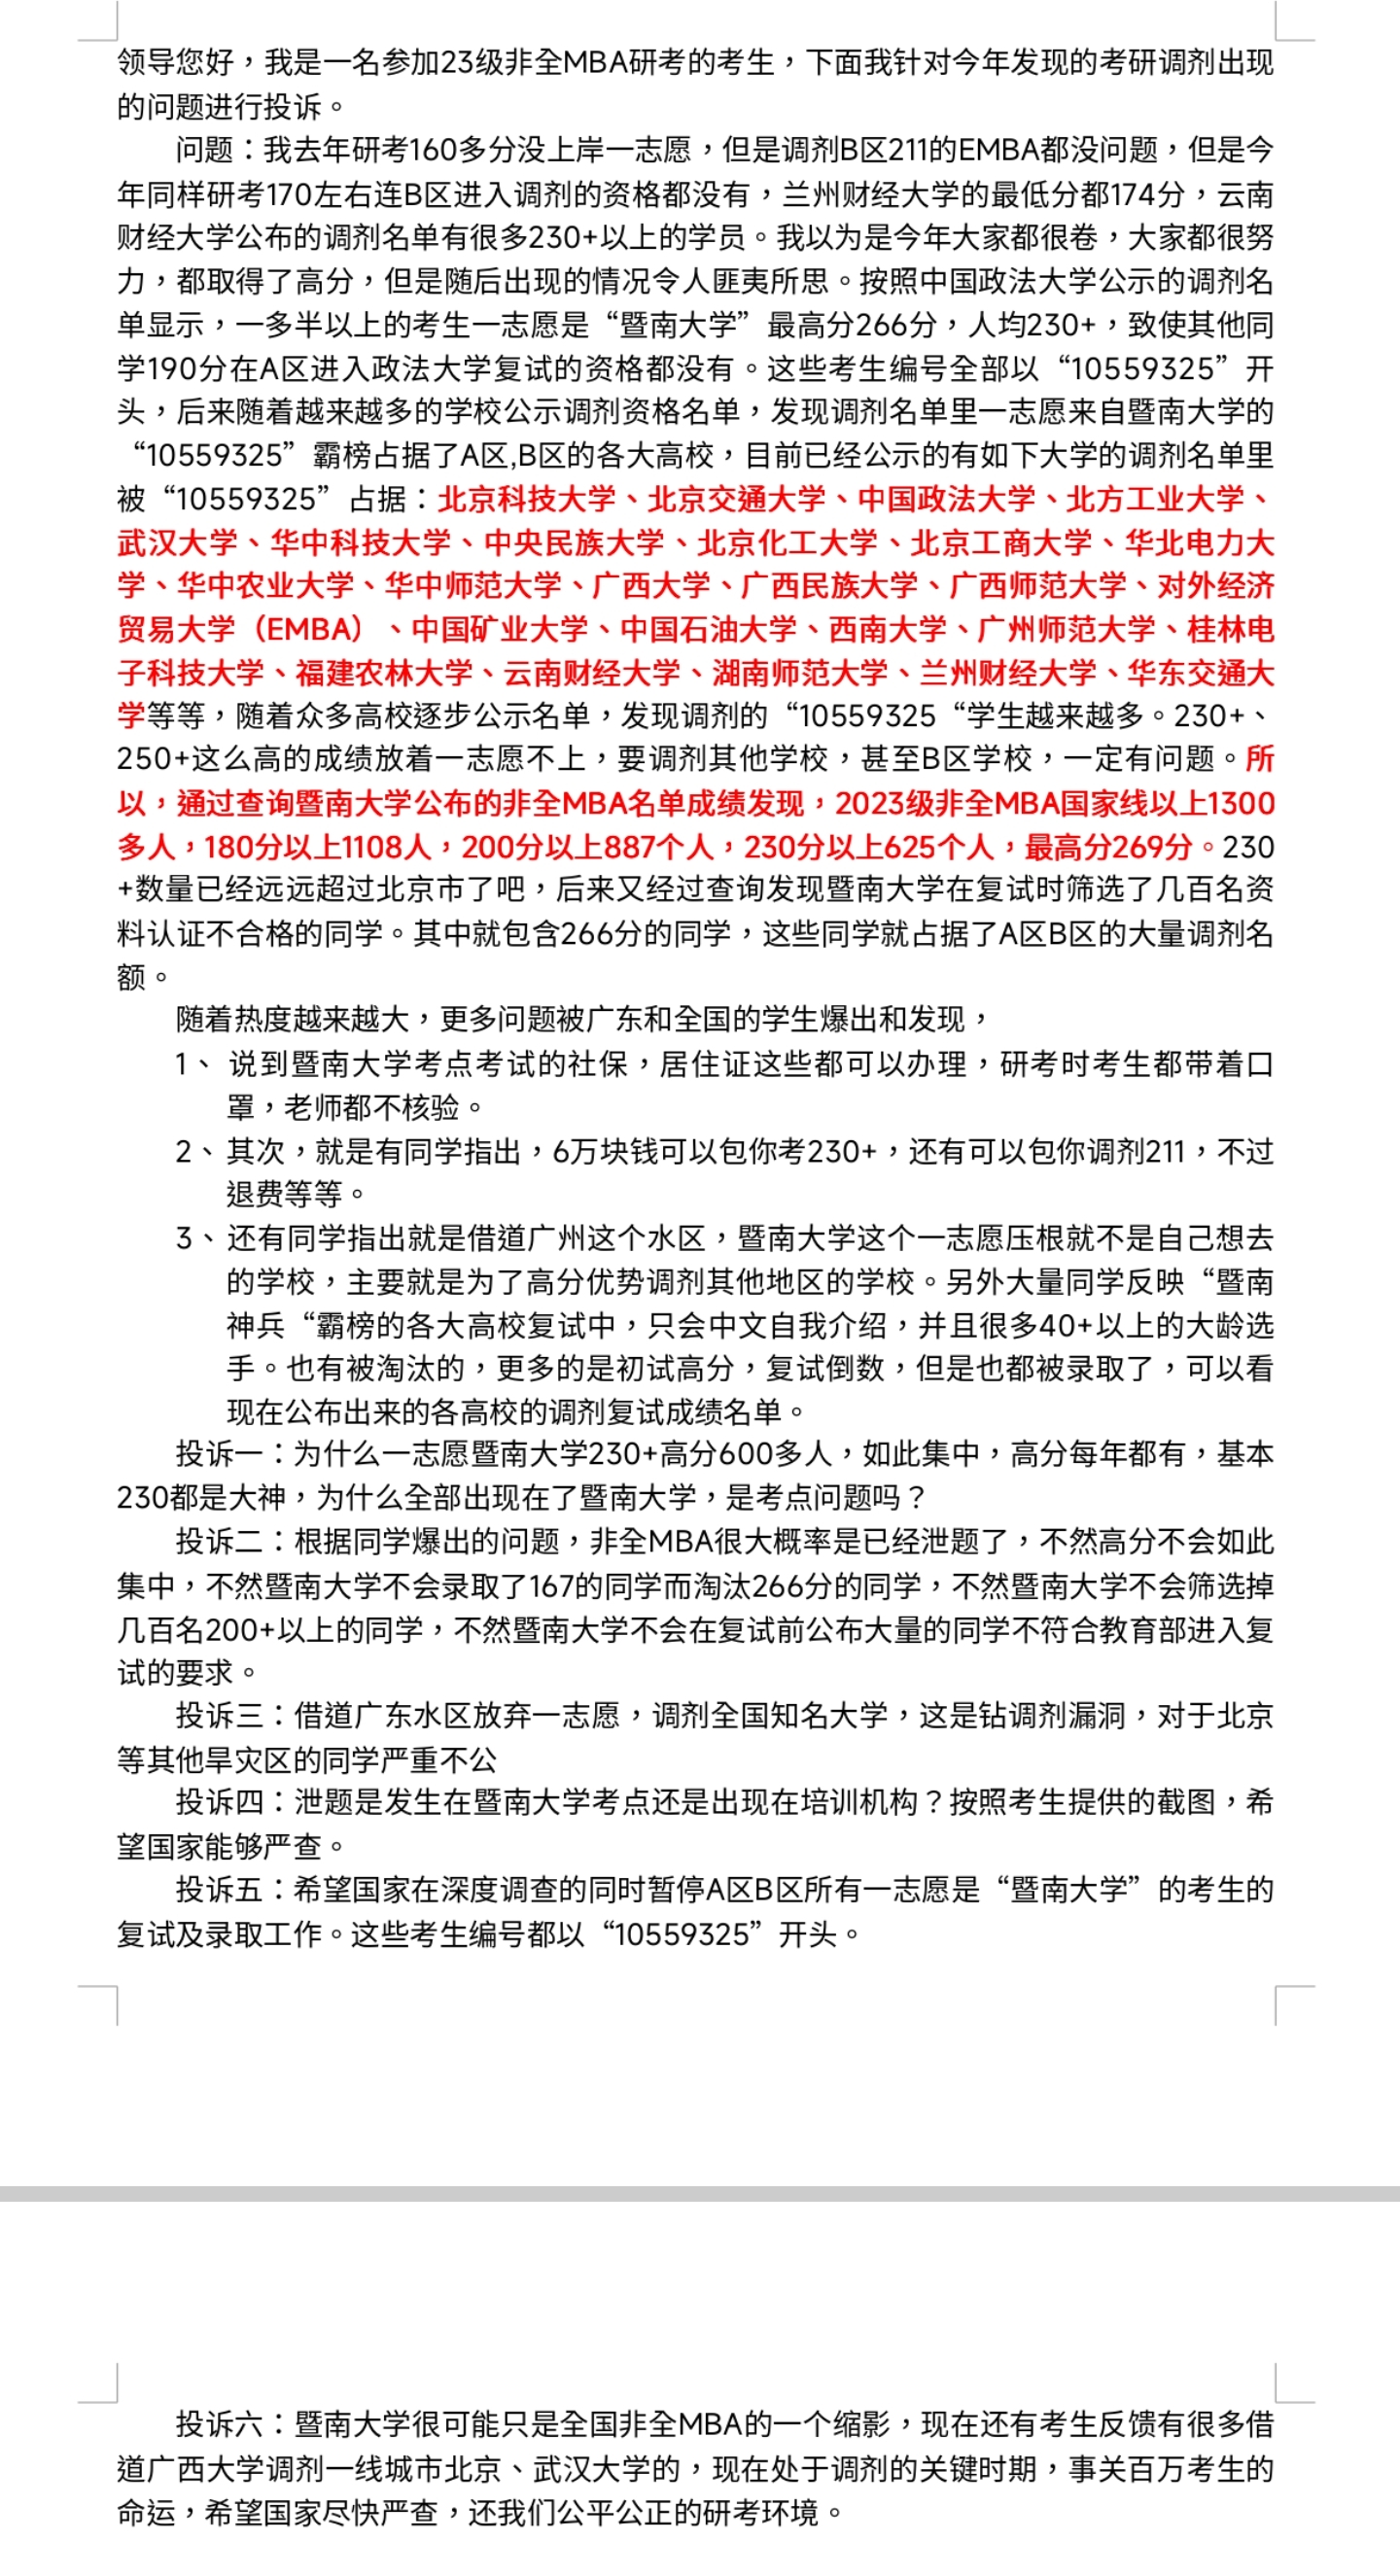 领导您好，我是一名参加23级非全MBA研考的考生，下面我针对今年发现的考研调剂出现
的问题进行投诉。
问题：我去年研考160多分没上岸一志愿，但是调剂B区211的EMBA都没问题，但是今
年同样研考170左右连B区进入调剂的资格都没有，兰州财经大学的最低分都174分，云南
财经大学公布的调剂名单有很多230+以上的学员。我以为是今年大家都很卷，大家都很努
力，都取得了高分，但是随后出现的情况令人匪夷所思。按照中国政法大学公示的调剂名
单显示，一多半以上的考生一志愿是“暨南大学”最高分266分，人均230+，致使其他同
学190分在A区进入政法大学复试的资格都没有。这些考生编号全部以“10559325”开
头，后来随着越来越多的学校公示调剂资格名单，发现调剂名单里一志愿来自暨南大学的
“10559325”霸榜占据了A区,B区的各大高校，目前已经公示的有如下大学的调剂名单里
被“10559325”占据：北京科技大学、北京交通大学、中国政法大学、北方工业大学、
武汉大学、华中科技大学、中央民族大学、北京化工大学、北京工商大学、华北电力大
学、华中农业大学、华中师范大学、广西大学、广西民族大学、广西师范大学、对外经济
贸易大学（EMBA）、中国矿业大学、中国石油大学、西南大学、广州师范大学、桂林电
子科技大学、福建农林大学、云南财经大学、湖南师范大学、兰州财经大学、华东交通大
学等等，随着众多高校逐步公示名单，发现调剂的“10559325“学生越来越多。230+、
250+这么高的成绩放着一志愿不上，要调剂其他学校，甚至B区学校，一定有问题。所
以，通过查询暨南大学公布的非全MBA名单成绩发现，2023级非全MBA国家线以上1300
多人，180分以上1108人，200分以上887个人，230分以上625个人，最高分269分。230
+数量已经远远超过北京市了吧，后来又经过查询发现暨南大学在复试时筛选了几百名资
料认证不合格的同学。其中就包含266分的同学，这些同学就占据了A区B区的大量调剂名
额。
随着热度越来越大，更多问题被广东和全国的学生爆出和发现，
1、说到暨南大学考点考试的社保，居住证这些都可以办理，研考时考生都带着口
罩，老师都不核验。
2、其次，就是有同学指出，6万块钱可以包你考230+，还有可以包你调剂211，不过
退费等等。
3、还有同学指出就是借道广州这个水区，暨南大学这个一志愿压根就不是自己想去
的学校，主要就是为了高分优势调剂其他地区的学校。另外大量同学反映“暨南
神兵“霸榜的各大高校复试中，只会中文自我介绍，并且很多40+以上的大龄选
手。也有被淘汰的，更多的是初试高分，复试倒数，但是也都被录取了，可以看
现在公布出来的各高校的调剂复试成绩名单。
投诉一：为什么一志愿暨南大学230+高分600多人，如此集中，高分每年都有，基本
230都是大神，为什么全部出现在了暨南大学，是考点问题吗？
投诉二：根据同学爆出的问题，非全MBA很大概率是已经泄题了，不然高分不会如此
集中，不然暨南大学不会录取了167的同学而淘汰266分的同学，不然暨南大学不会筛选掉
几百名200+以上的同学，不然暨南大学不会在复试前公布大量的同学不符合教育部进入复
试的要求。
投诉三：借道广东水区放弃一志愿，调剂全国知名大学，这是钻调剂漏洞，对于北京
等其他旱灾区的同学严重不公
投诉四：泄题是发生在暨南大学考点还是出现在培训机构？按照考生提供的截图，希
望国家能够严查。
投诉五：希望国家在深度调查的同时暂停A区B区所有一志愿是“暨南大学”的考生的
复试及录取工作。这些考生编号都以“10559325”开头。
投诉六：暨南大学很可能只是全国非全MBA的一个缩影，现在还有考生反馈有很多借
道广西大学调剂一线城市北京、武汉大学的，现在处于调剂的关键时期，事关百万考生的
命运，希望国家尽快严查，还我们公平公正的研考环境。